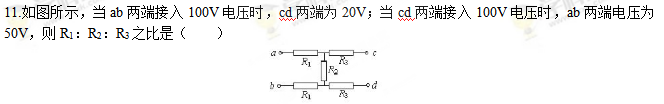 11.如图所示，当 ab 两端接入 100V 电压时，cd 两端为 20V；当 cd 两端接入 100V 电压时，ab 两端电压为
50V，则 R₁：R₂：R₃之比是（　　）
a R₁ R₃ c
R₂
b R₁ R₃ d